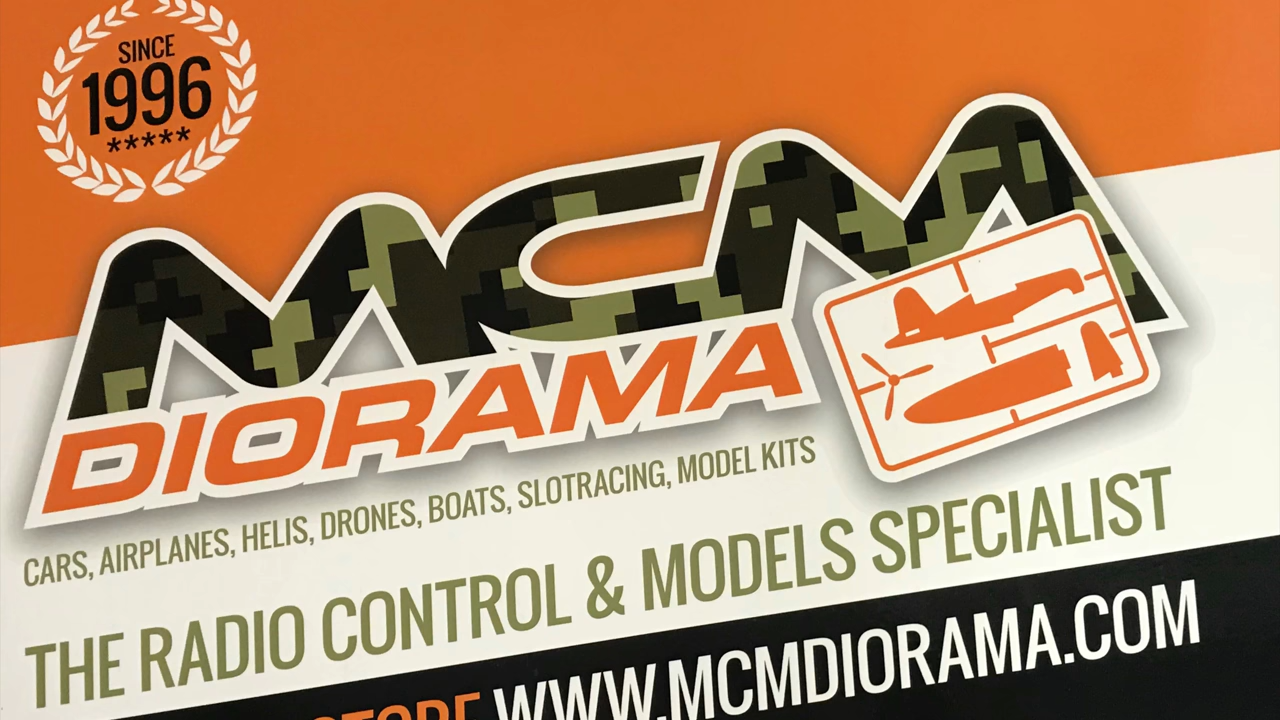 SINCE
1996
*****
MCM
DIORAMA
CARS, AIRPLANES, HELIS, DRONES, BOATS, SLOTRACING, MODEL KITS
THE RADIO CONTROL & MODELS SPECIALIST
STORE WWW.MCMDIORAMA.COM